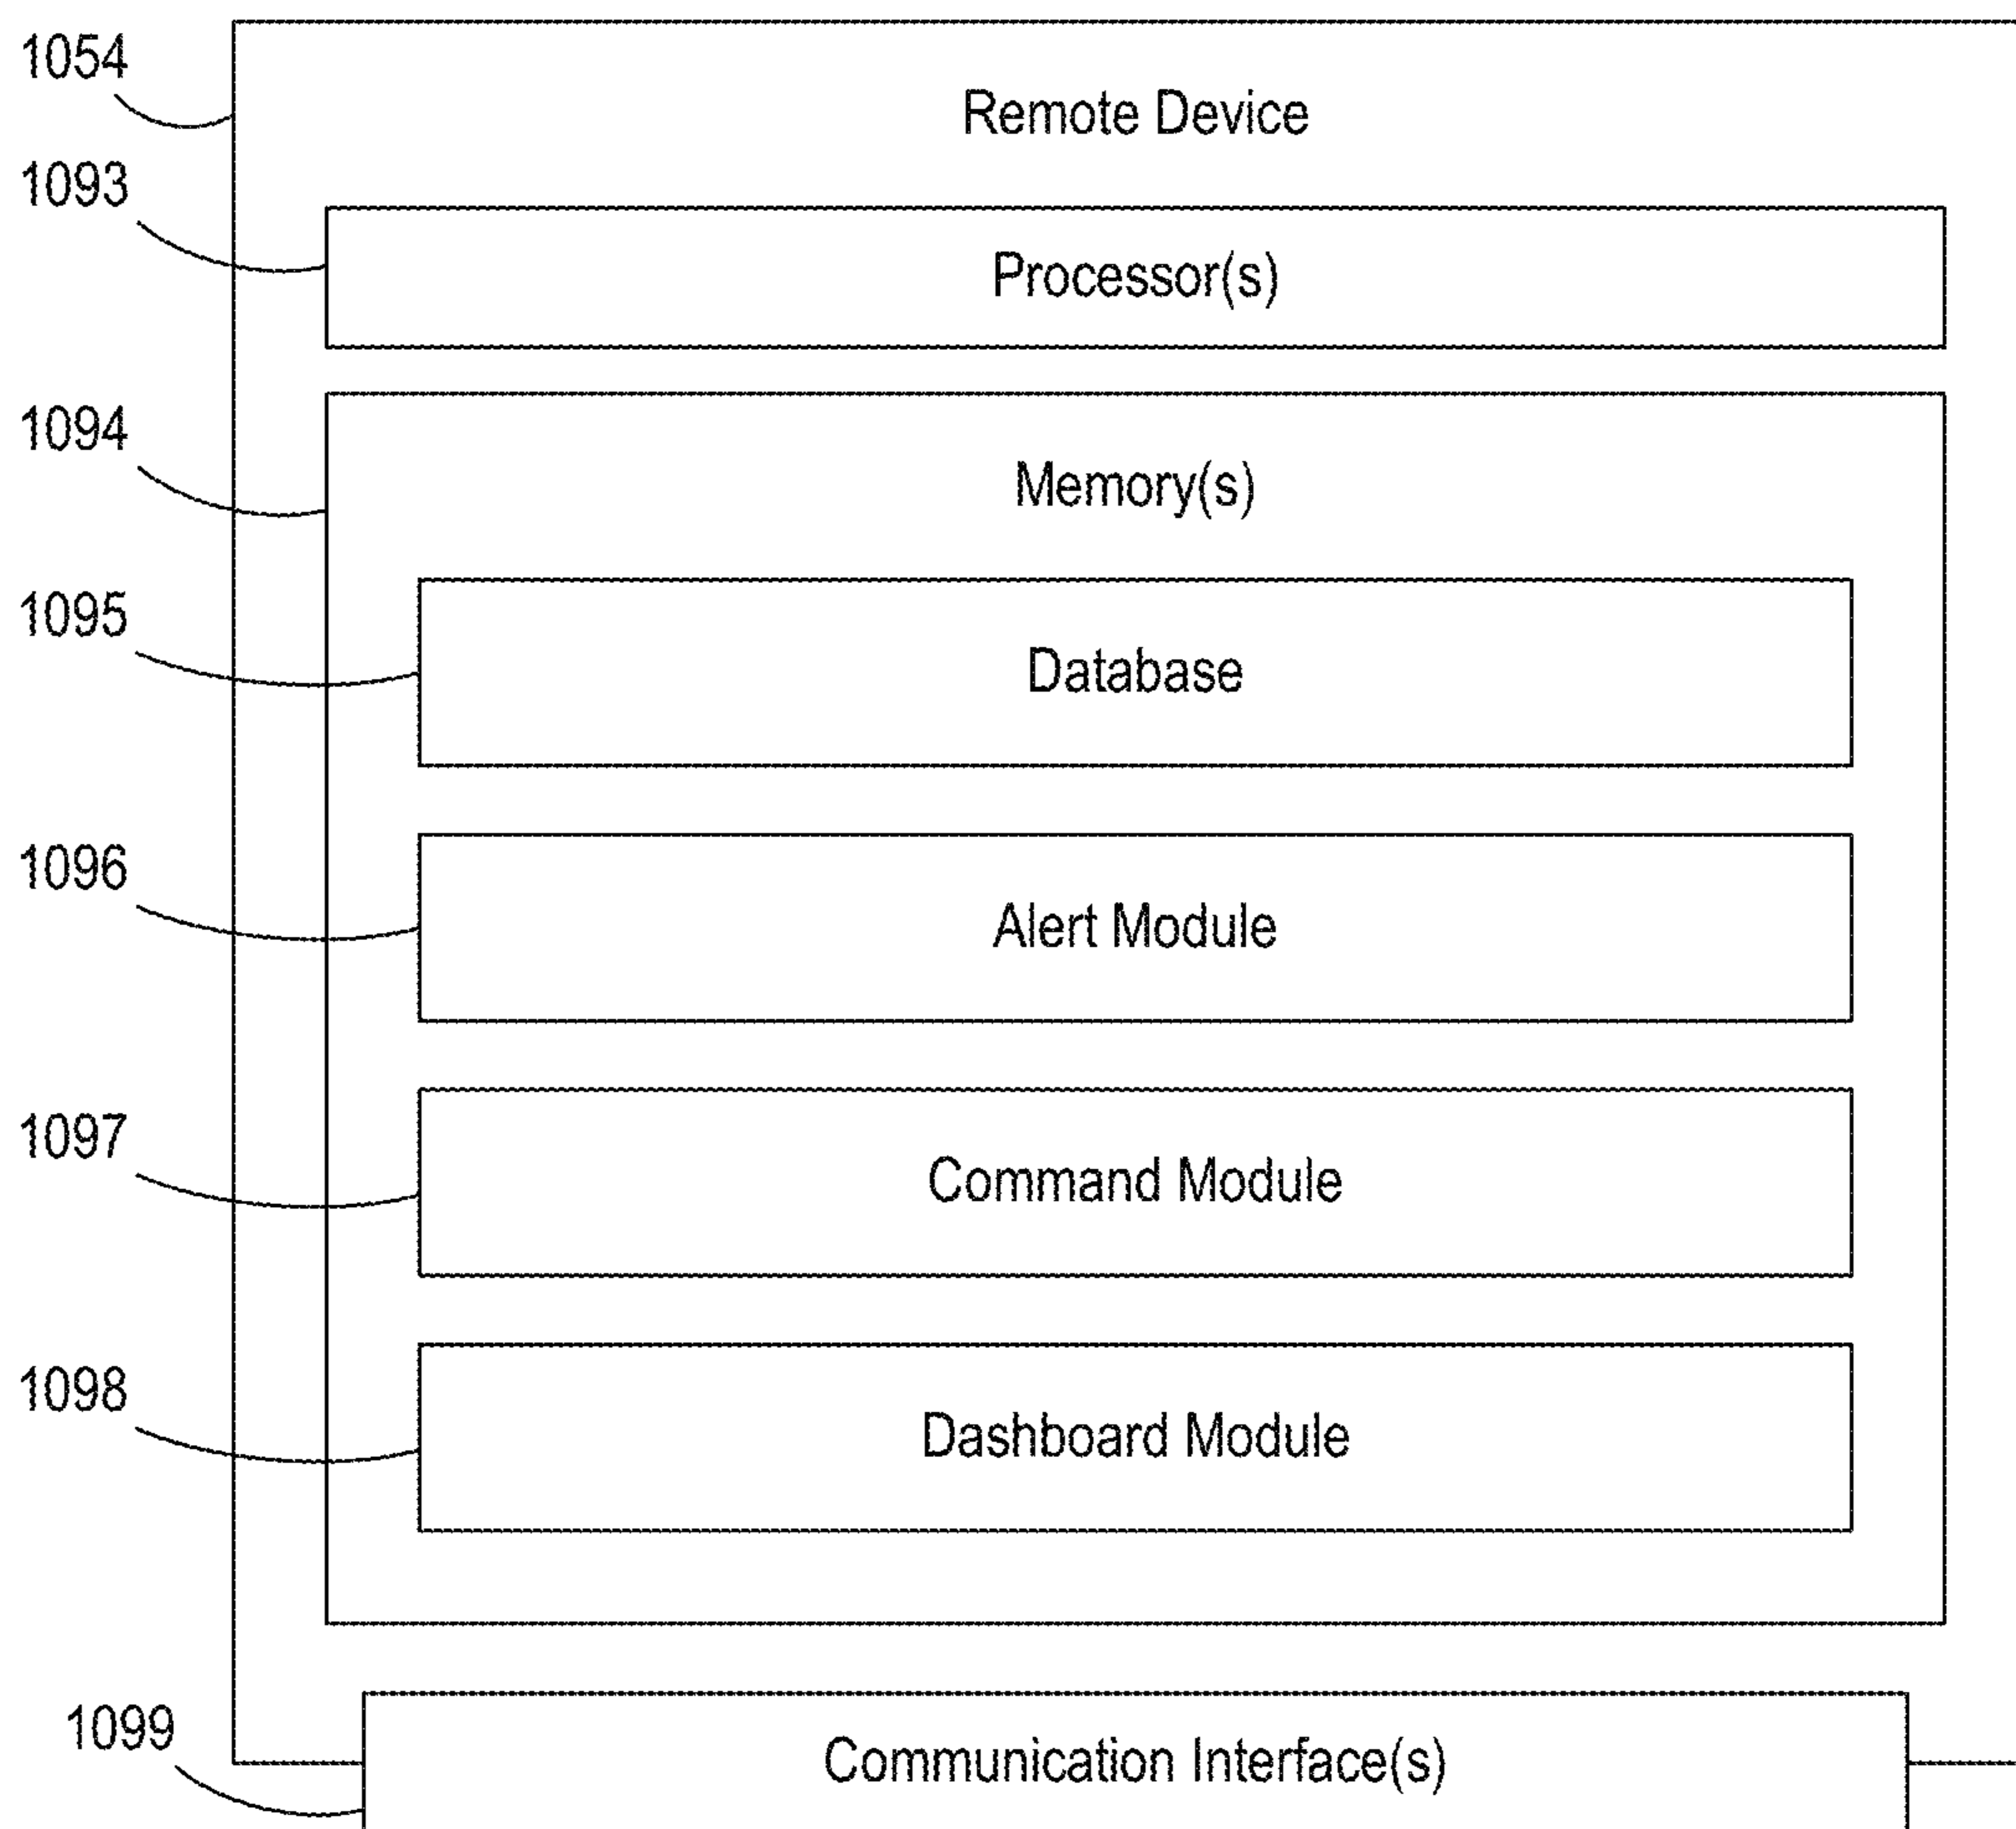 1054
Remote Device
1093
Processor(s)
1094
Memory(s)
1095
Database
1096
Alert Module
1097
Command Module
1098
Dashboard Module
1099
Communication Interface(s)